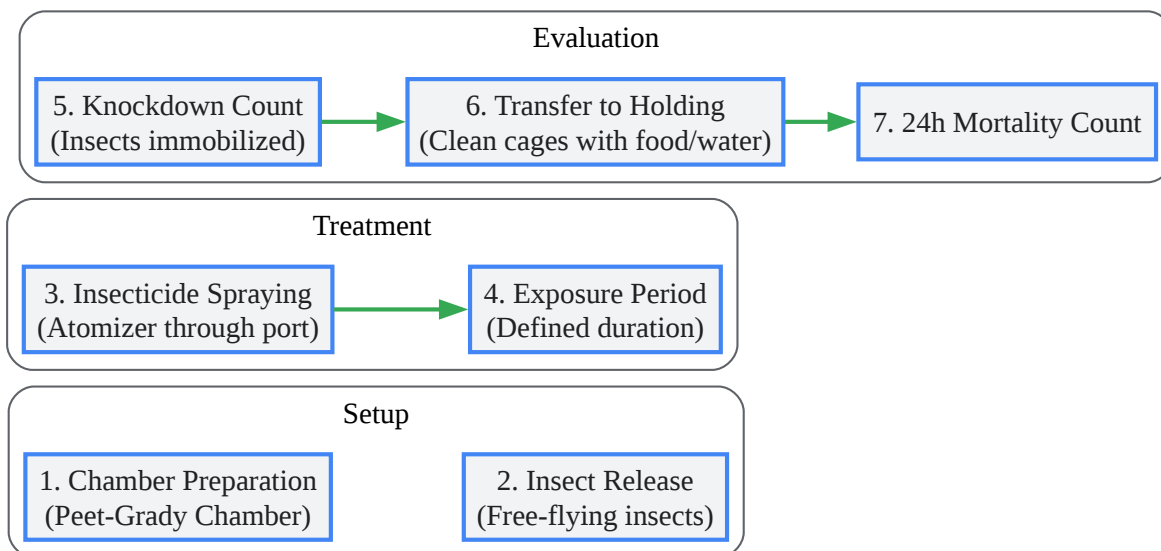 Evaluation
5. Knockdown Count
(Insects immobilized)
6. Transfer to Holding
(Clean cages with food/water)
7. 24h Mortality Count
Treatment
3. Insecticide Spraying
(Atomizer through port)
4. Exposure Period
(Defined duration)
Setup
1. Chamber Preparation
(Peet-Grady Chamber)
2. Insect Release
(Free-flying insects)